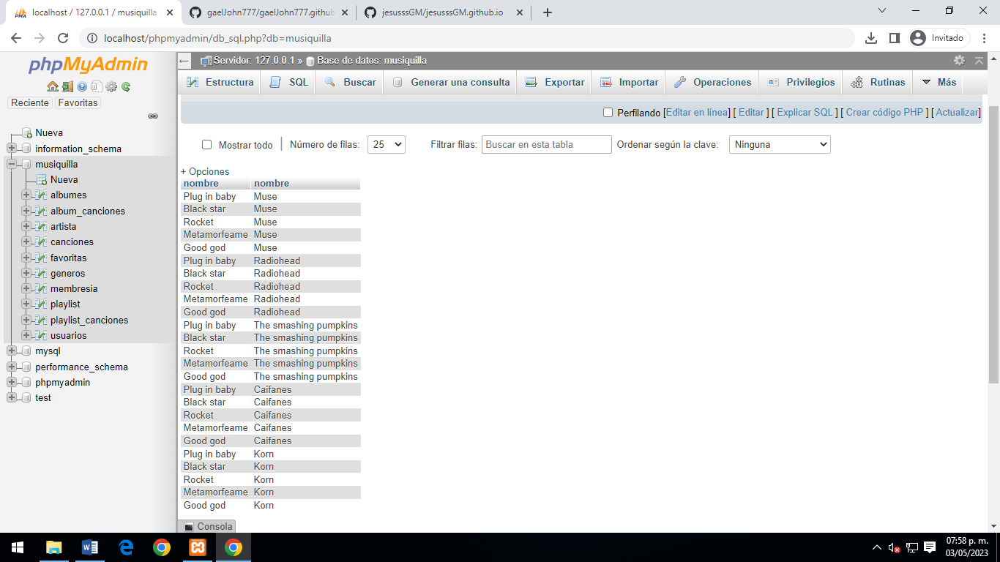 localhost / 127.0.0.1 / musiquilla
gaelJohn777/gaelJohn777.github
jesusssGM/jesusssGM.github.io
localhost/phpmyadmin/db_sql.php?db=musiquilla
Invitado
phpMyAdmin
Reciente Favoritas
Nueva
information_schema
musiquilla
Nueva
albumes
album_canciones
artista
canciones
favoritas
generos
membresia
playlist
playlist_canciones
usuarios
mysql
performance_schema
phpmyadmin
test
Servidor: 127.0.0.1 » Base de datos: musiquilla
Estructura SQL Buscar Generar una consulta Exportar Importar Operaciones Privilegios Rutinas Más
Perfilando [Editar en línea] [ Editar ] [ Explicar SQL ] [ Crear código PHP ] [ Actualizar]
Mostrar todo Número de filas: 25 Filtrar filas: Buscar en esta tabla Ordenar según la clave: Ninguna
+ Opciones
nombre nombre
Plug in baby Muse
Black star Muse
Rocket Muse
Metamorfeame Muse
Good god Muse
Plug in baby Radiohead
Black star Radiohead
Rocket Radiohead
Metamorfeame Radiohead
Good god Radiohead
Plug in baby The smashing pumpkins
Black star The smashing pumpkins
Rocket The smashing pumpkins
Metamorfeame The smashing pumpkins
Good god The smashing pumpkins
Plug in baby Caifanes
Black star Caifanes
Rocket Caifanes
Metamorfeame Caifanes
Good god Caifanes
Plug in baby Korn
Black star Korn
Rocket Korn
Metamorfeame Korn
Good god Korn
Consola
07:58 p. m.
03/05/2023